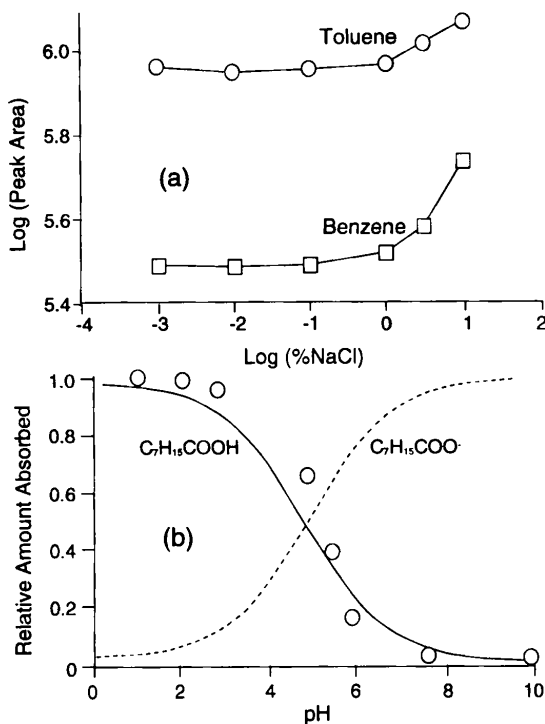 6.0
5.8
5.6
5.4
Log (Peak Area)
Toluene
(a)
Benzene
-4 -3 -2 -1 0 1 2
Log (%NaCl)
1.0
0.8
0.6
0.4
0.2
0
Relative Amount Absorbed
C₇H₁₅COOH
C₇H₁₅COO⁻
(b)
0 2 4 6 8 10
pH